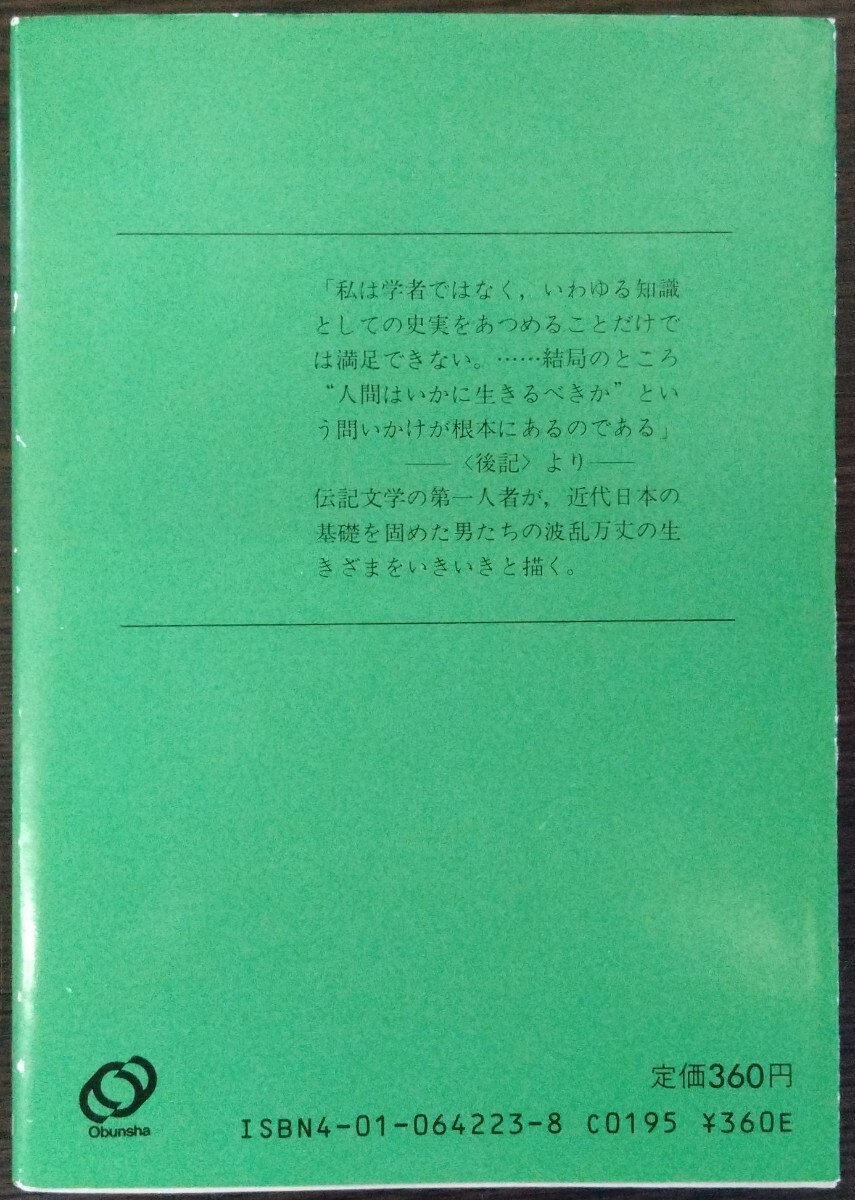 「私は学者ではなく，いわゆる知識
としての史実をあつめることだけで
は満足できない。……結局のところ
“人間はいかに生きるべきか”とい
う問いかけが根本にあるのである」
――〈後記〉より――
伝記文学の第一人者が，近代日本の
基礎を固めた男たちの波乱万丈の生
きざまをいきいきと描く。
定価360円
Obunsha
ISBN4-01-064223-8 C0195 ¥360E